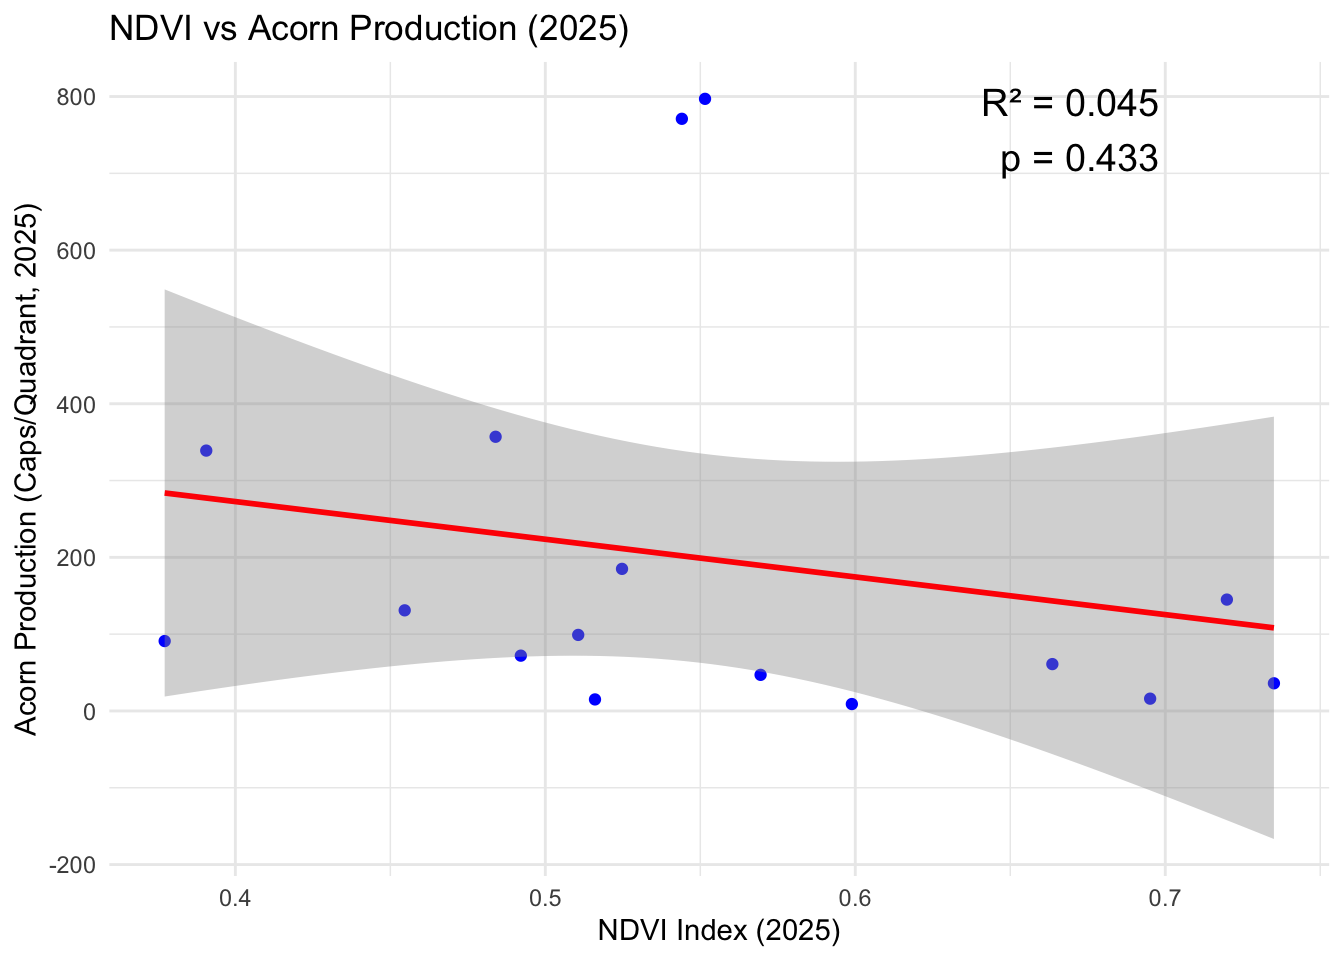 NDVI vs Acorn Production (2025)
R² = 0.045
p = 0.433
Acorn Production (Caps/Quadrant, 2025)
800
600
400
200
0
-200
0.4
0.5
0.6
0.7
NDVI Index (2025)